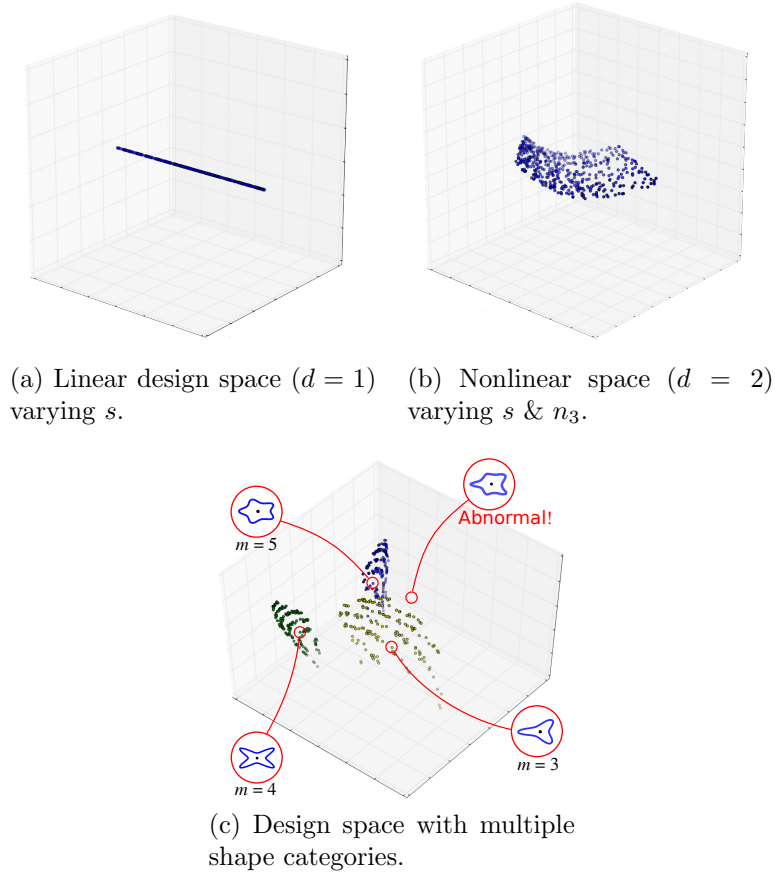 (a) Linear design space (d = 1)
varying s.
(b) Nonlinear space (d = 2)
varying s & n₃.
Abnormal!
m = 5
m = 3
m = 4
(c) Design space with multiple
shape categories.